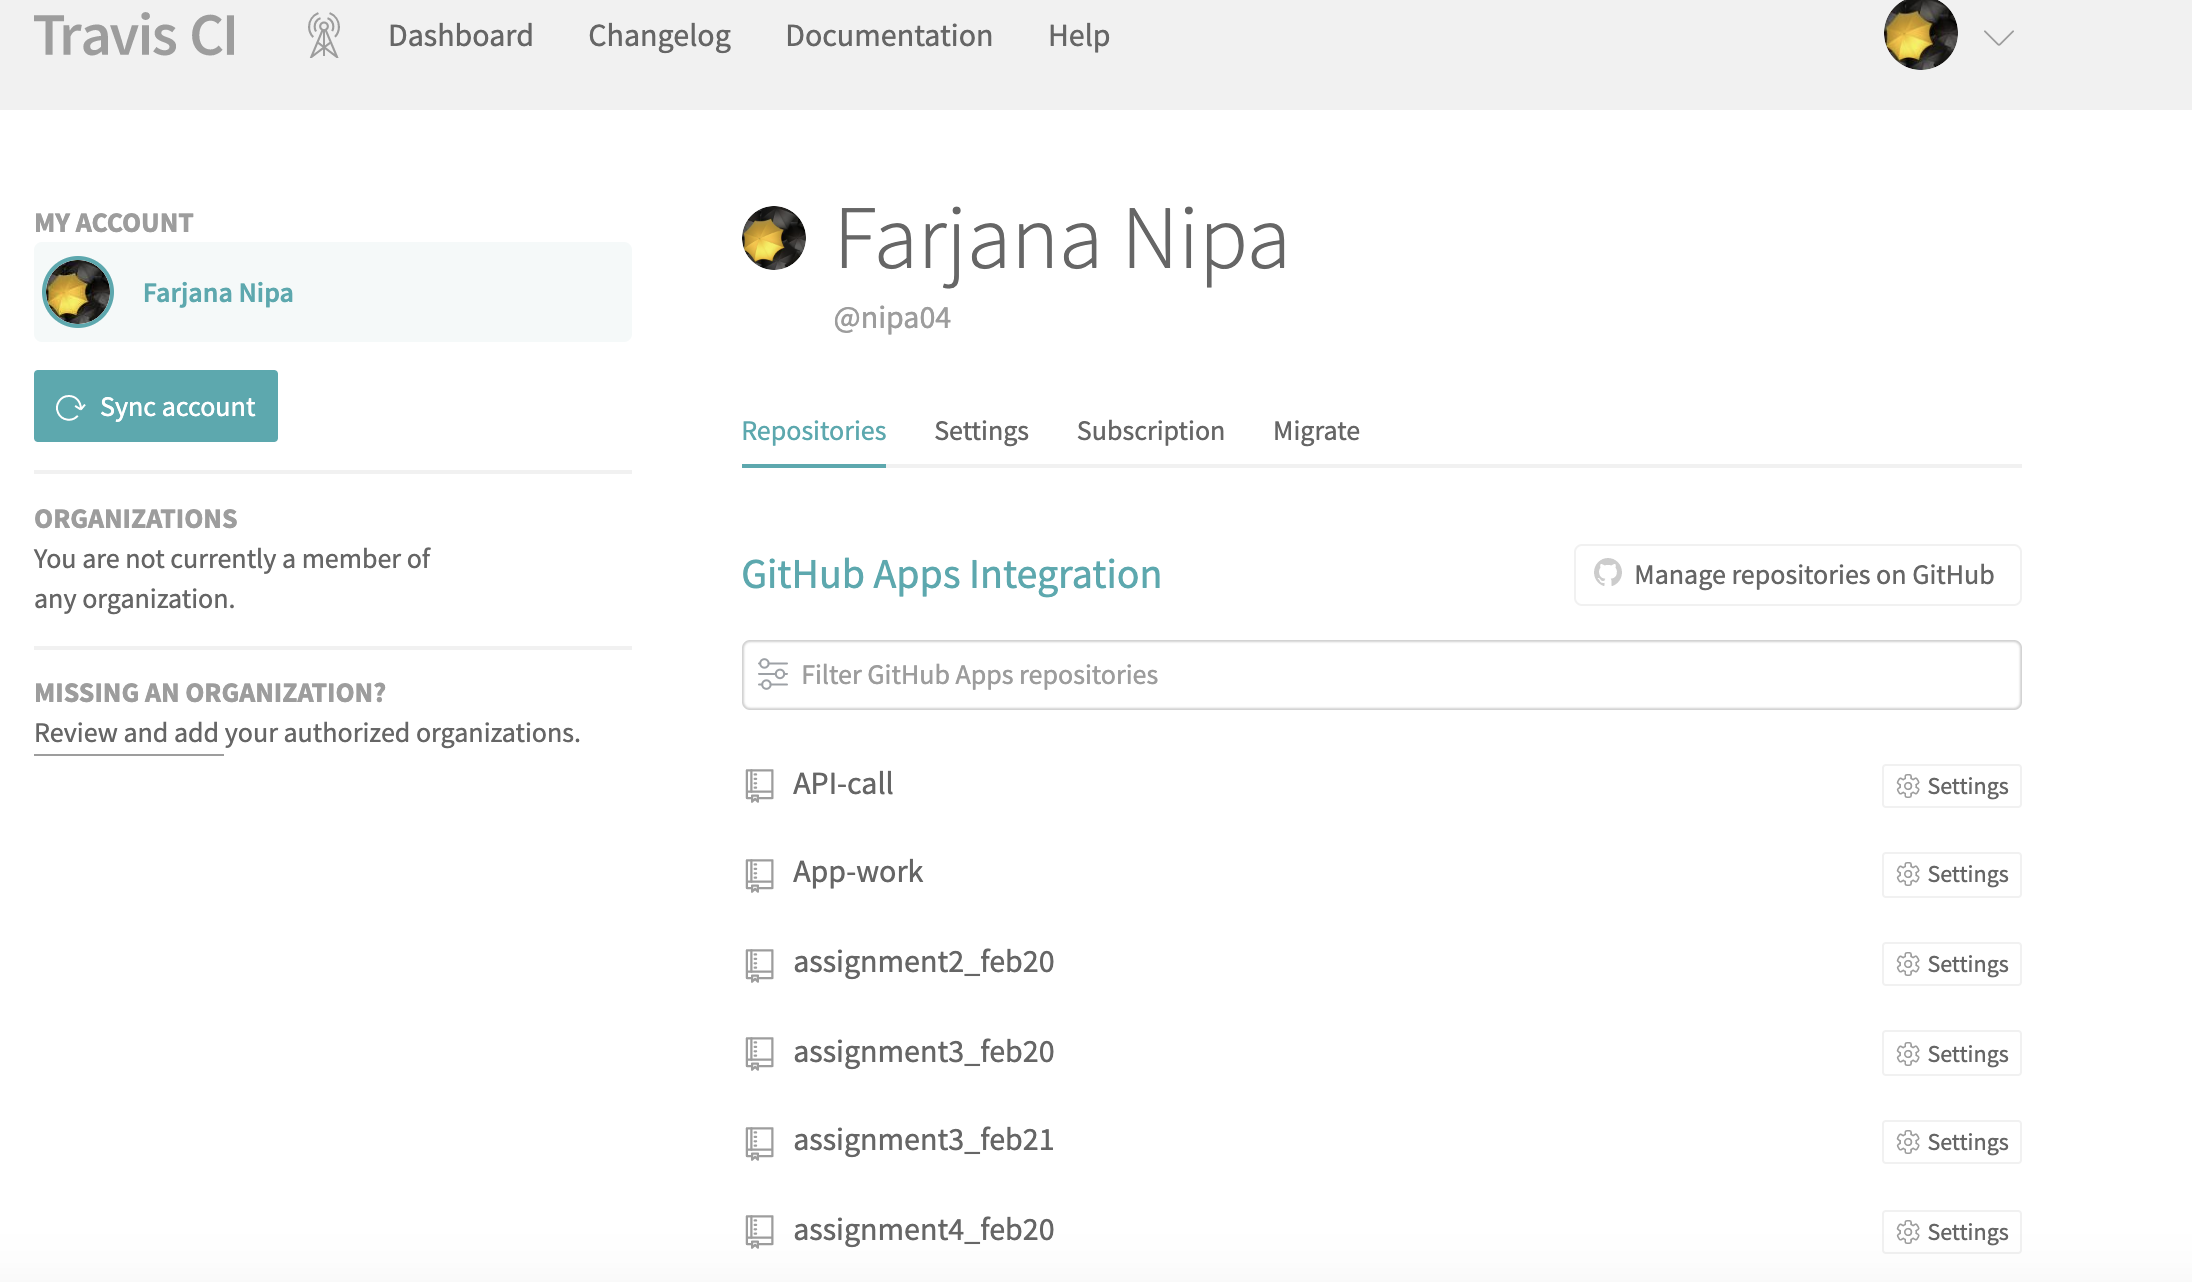 Travis CI
Dashboard
Changelog
Documentation
Help
MY ACCOUNT
Farjana Nipa
Sync account
ORGANIZATIONS
You are not currently a member of
any organization.
MISSING AN ORGANIZATION?
Review and add your authorized organizations.
Farjana Nipa
@nipa04
Repositories
Settings
Subscription
Migrate
GitHub Apps Integration
Manage repositories on GitHub
Filter GitHub Apps repositories
API-call
Settings
App-work
Settings
assignment2_feb20
Settings
assignment3_feb20
Settings
assignment3_feb21
Settings
assignment4_feb20
Settings